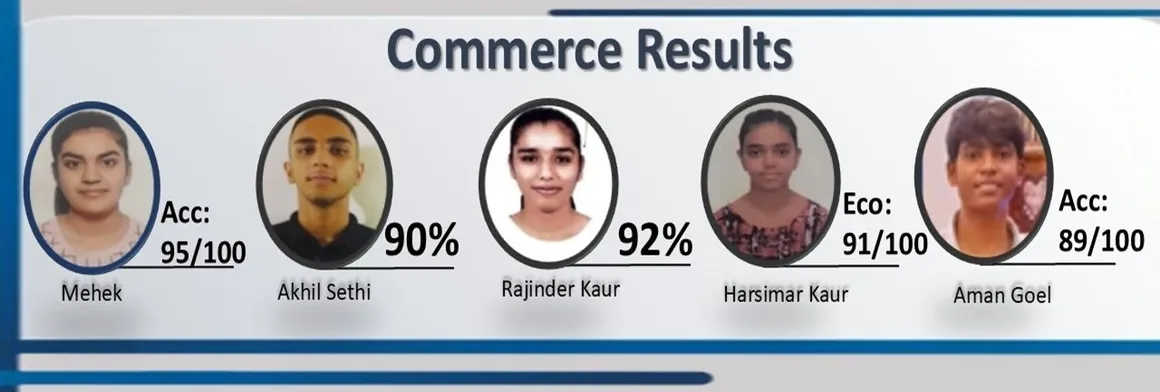 Commerce Results
Acc:
95/100
Mehek
90%
Akhil Sethi
92%
Rajinder Kaur
Eco:
91/100
Harsimar Kaur
Acc:
89/100
Aman Goel